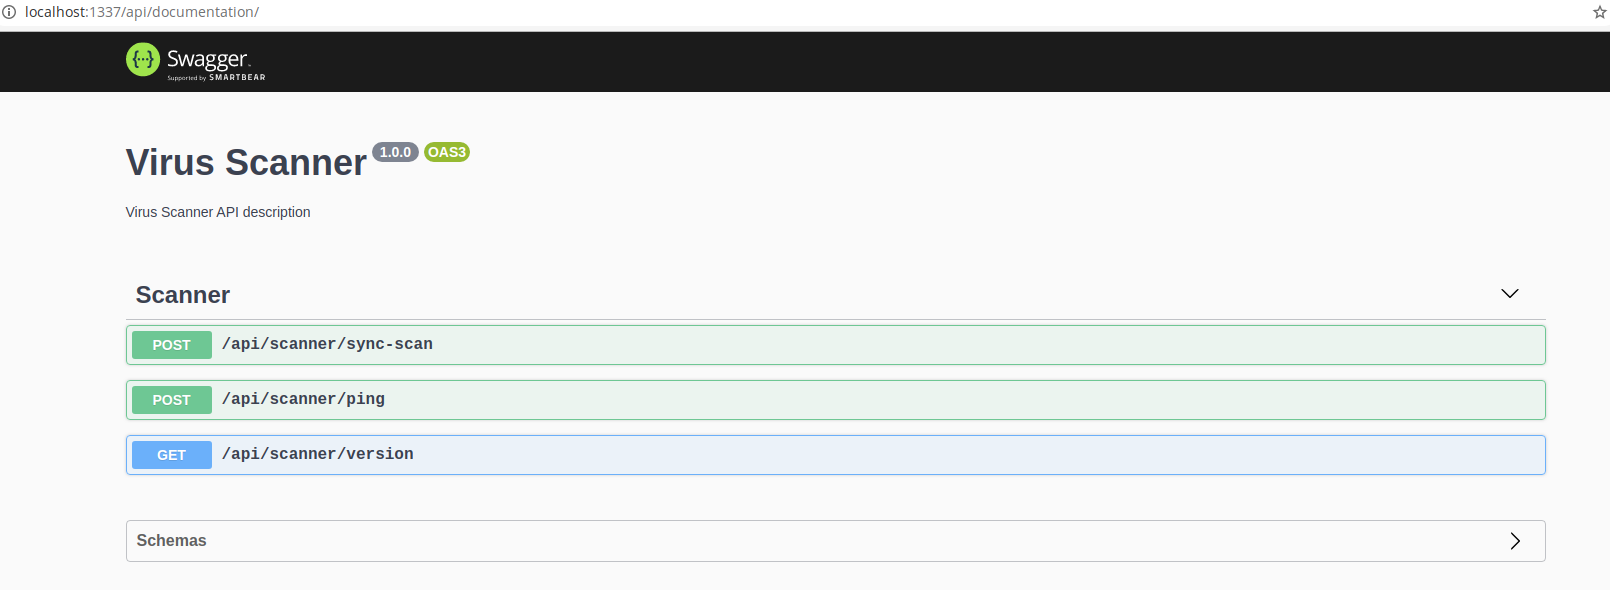 localhost:1337/api/documentation/
{···} Swagger.
Supported by SMARTBEAR
Virus Scanner 1.0.0 OAS3
Virus Scanner API description
Scanner
POST /api/scanner/sync-scan
POST /api/scanner/ping
GET /api/scanner/version
Schemas